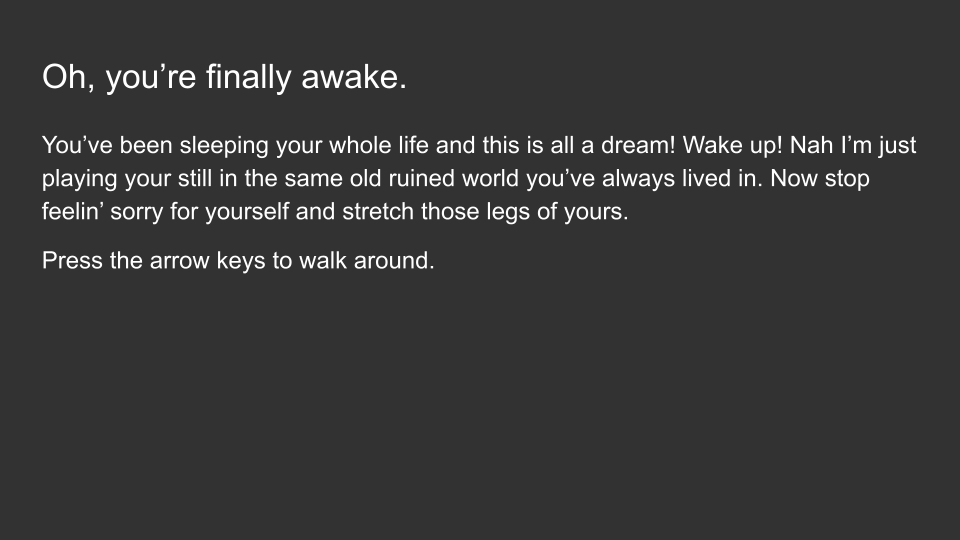 Oh, you’re finally awake.
You’ve been sleeping your whole life and this is all a dream! Wake up! Nah I’m just
playing your still in the same old ruined world you’ve always lived in. Now stop
feelin’ sorry for yourself and stretch those legs of yours.
Press the arrow keys to walk around.